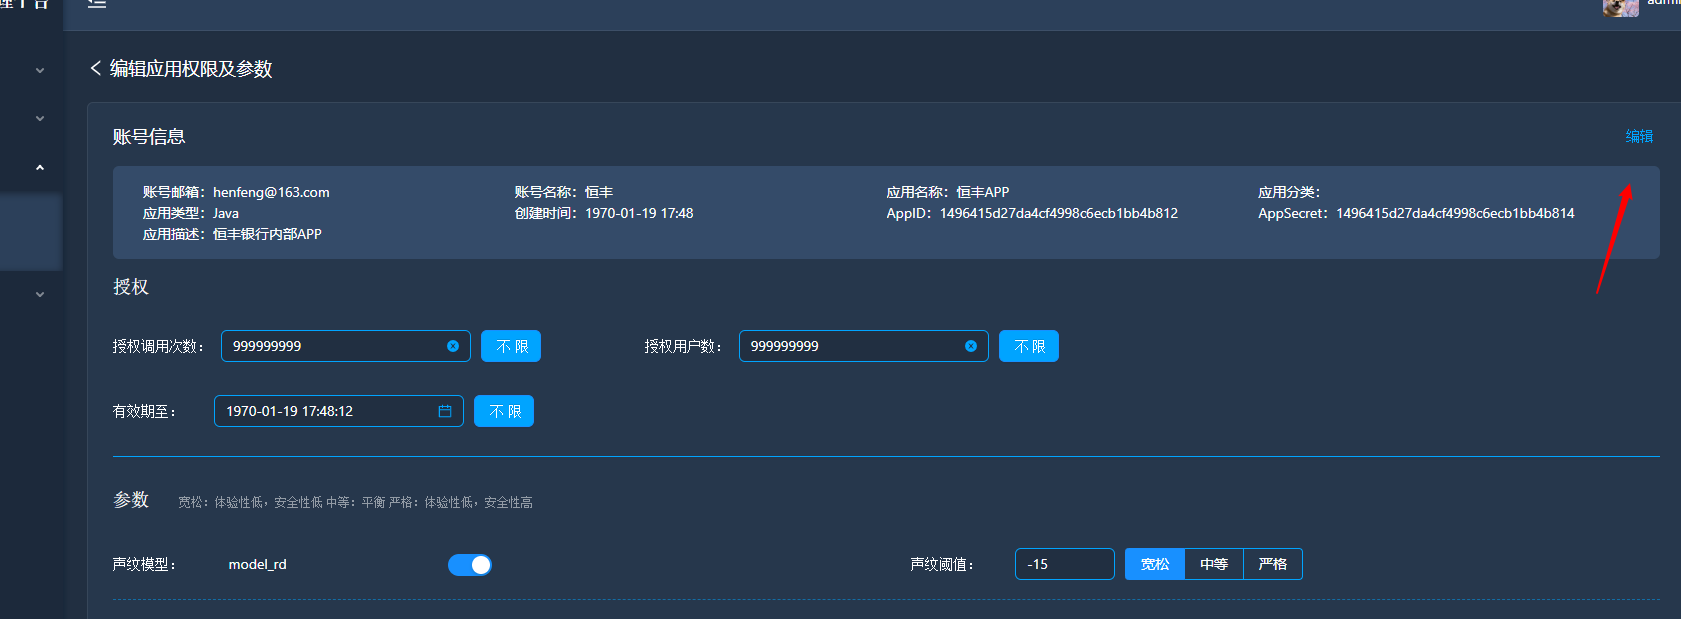 理平台
admin
编辑应用权限及参数
账号信息
编辑
账号邮箱：henfeng@163.com
账号名称：恒丰
应用名称：恒丰APP
应用分类：
应用类型：Java
创建时间：1970-01-19 17:48
AppID：1496415d27da4cf4998c6ecb1bb4b812
AppSecret：1496415d27da4cf4998c6ecb1bb4b814
应用描述：恒丰银行内部APP
授权
授权调用次数：
999999999
不 限
授权用户数：
999999999
不 限
有效期至：
1970-01-19 17:48:12
不 限
参数
宽松：体验性低，安全性低 中等：平衡 严格：体验性低，安全性高
声纹模型：
model_rd
声纹阈值：
-15
宽松
中等
严格